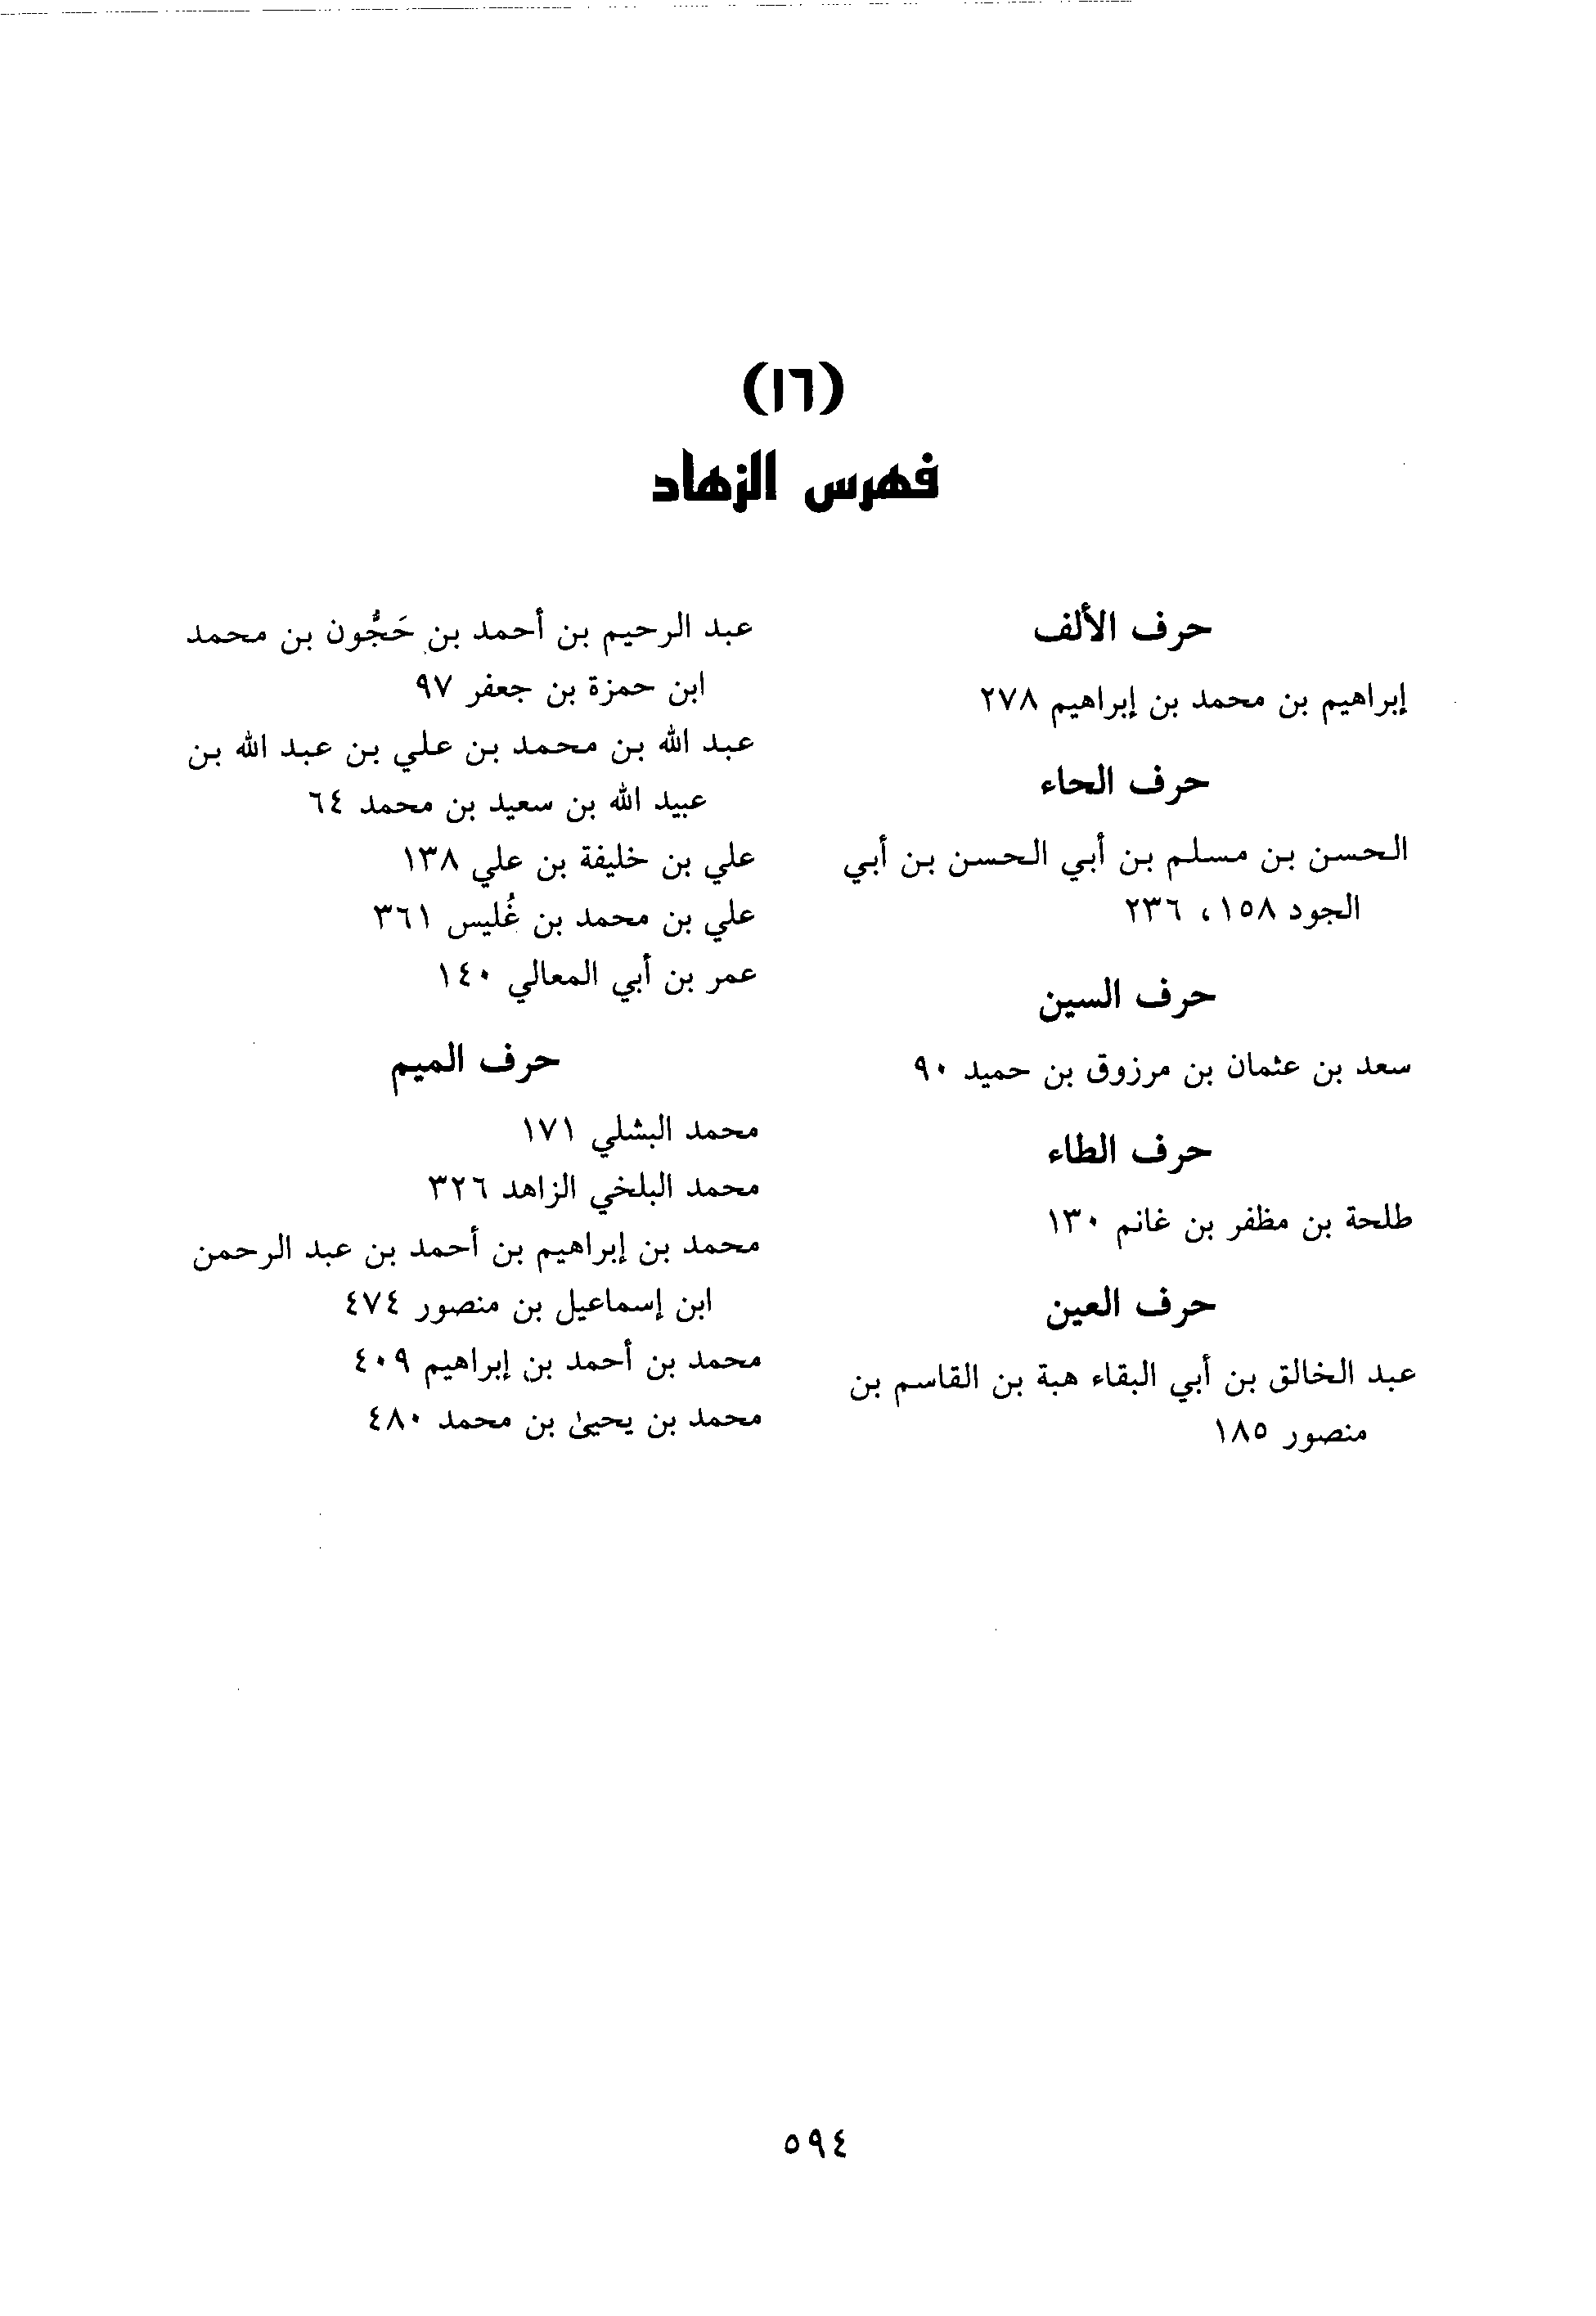 (١٦)
فهرس الزهاد
حرف الألف
إبراهيم بن محمد بن إبراهيم ٢٧٨
حرف الحاء
الحسن بن مسلم بن أبي الحسن بن أبي
الجود ١٥٨، ٢٣٦
حرف السين
سعد بن عثمان بن مرزوق بن حميد ٩٠
حرف الطاء
طلحة بن مظفر بن غانم ١٣٠
حرف العين
عبد الخالق بن أبي البقاء هبة بن القاسم بن
منصور ١٨٥
عبد الرحيم بن أحمد بن حَجُّون بن محمد
ابن حمزة بن جعفر ٩٧
عبد الله بن محمد بن علي بن عبد الله بن
عبيد الله بن سعيد بن محمد ٦٤
علي بن خليفة بن علي ١٣٨
علي بن محمد بن غُليس ٣٦١
عمر بن أبي المعالي ١٤٠
حرف الميم
محمد البشلي ١٧١
محمد البلخي الزاهد ٣٢٦
محمد بن إبراهيم بن أحمد بن عبد الرحمن
ابن إسماعيل بن منصور ٤٧٤
محمد بن أحمد بن إبراهيم ٤٠٩
محمد بن يحيىٰ بن محمد ٤٨٠
٥٩٤